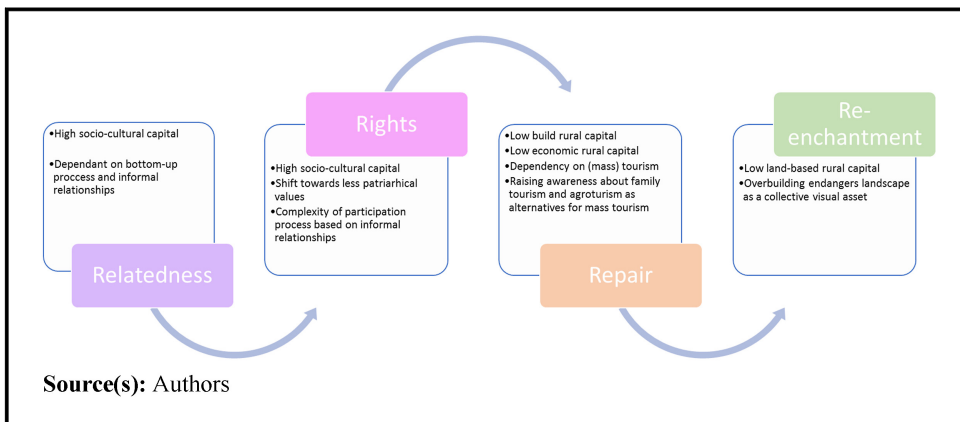 •High socio-cultural capital
•Dependant on bottom-up
proccess and informal
relationships
Relatedness
Rights
•High socio-cultural capital
•Shift towards less patriarhical
values
•Complexity of participation
process based on informal
relationships
•Low build rural capital
•Low economic rural capital
•Dependency on (mass) tourism
•Raising awareness about family
tourism and agroturism as
alternatives for mass tourism
Repair
Re-
enchantment
•Low land-based rural capital
•Overbuilding endangers landscape
as a collective visual asset
Source(s): Authors